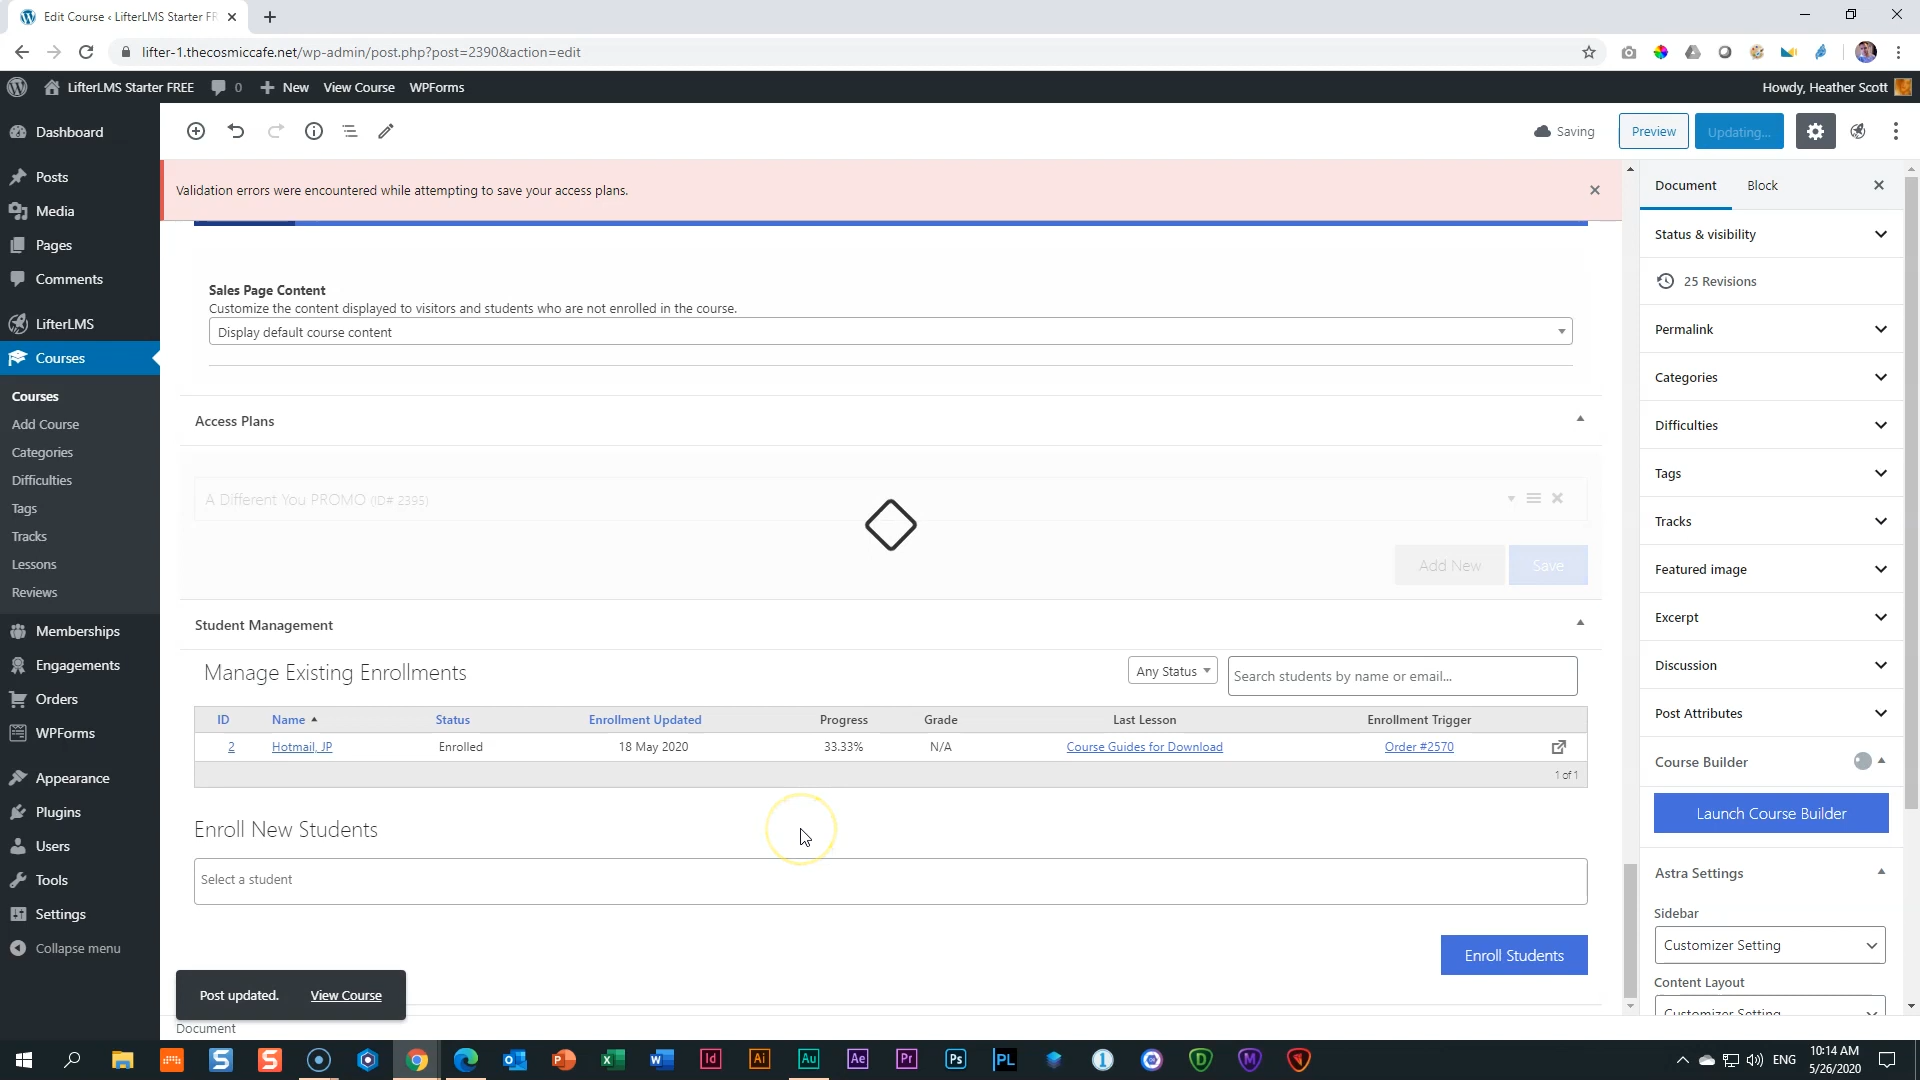 Edit Course ‹ LifterLMS Starter FR
lifter-1.thecosmiccafe.net/wp-admin/post.php?post=2390&action=edit
LifterLMS Starter FREE
0
New
View Course
WPForms
Howdy, Heather Scott
Dashboard
Posts
Media
Pages
Comments
LifterLMS
Courses
Courses
Add Course
Categories
Difficulties
Tags
Tracks
Lessons
Reviews
Memberships
Engagements
Orders
WPForms
Appearance
Plugins
Users
Tools
Settings
Collapse menu
Saving
Preview
Updating...
Validation errors were encountered while attempting to save your access plans.
Sales Page Content
Customize the content displayed to visitors and students who are not enrolled in the course.
Display default course content
Access Plans
A Different You PROMO (ID# 2395)
Add New
Save
Student Management
Manage Existing Enrollments
Any Status
Search students by name or email...
ID Name Status Enrollment Updated Progress Grade Last Lesson Enrollment Trigger
2 Hotmail, JP Enrolled 18 May 2020 33.33% N/A Course Guides for Download Order #2570
1 of 1
Enroll New Students
Select a student
Enroll Students
Post updated. View Course
Document
Document
Block
Status & visibility
25 Revisions
Permalink
Categories
Difficulties
Tags
Tracks
Featured image
Excerpt
Discussion
Post Attributes
Course Builder
Launch Course Builder
Astra Settings
Sidebar
Customizer Setting
Content Layout
Customizer Setting
S
S
Id
Ai
Au
Ae
Pr
Ps
PL
ENG
10:14 AM
5/26/2020